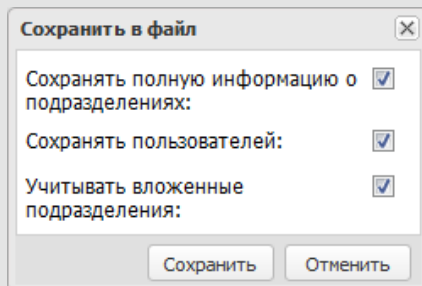 Сохранить в файл
Сохранять полную информацию о
подразделениях:
Сохранять пользователей:
Учитывать вложенные
подразделения:
Сохранить Отменить